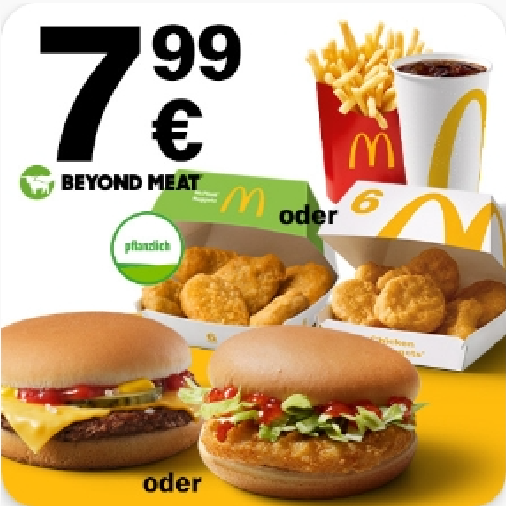 7 99
€
BEYOND MEAT
oder
6
pflanzlich
oder